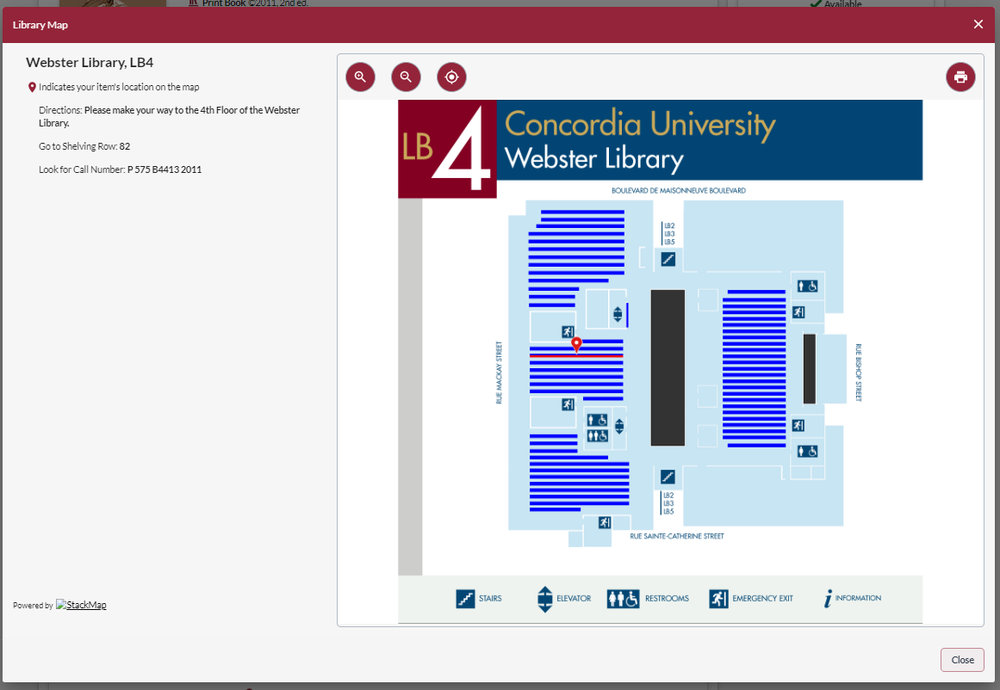 Print Book ©2011, 2nd ed.
Available
Library Map
Webster Library, LB4
Indicates your item's location on the map
Directions: Please make your way to the 4th Floor of the Webster
Library.
Go to Shelving Row: 82
Look for Call Number: P 575 B4413 2011
Powered by StackMap
LB4
Concordia University
Webster Library
BOULEVARD DE MAISONNEUVE BOULEVARD
LB2
LB3
LB5
RUE MACKAY STREET
RUE BISHOP STREET
LB2
LB3
LB5
RUE SAINTE-CATHERINE STREET
STAIRS
ELEVATOR
RESTROOMS
EMERGENCY EXIT
i INFORMATION
Close